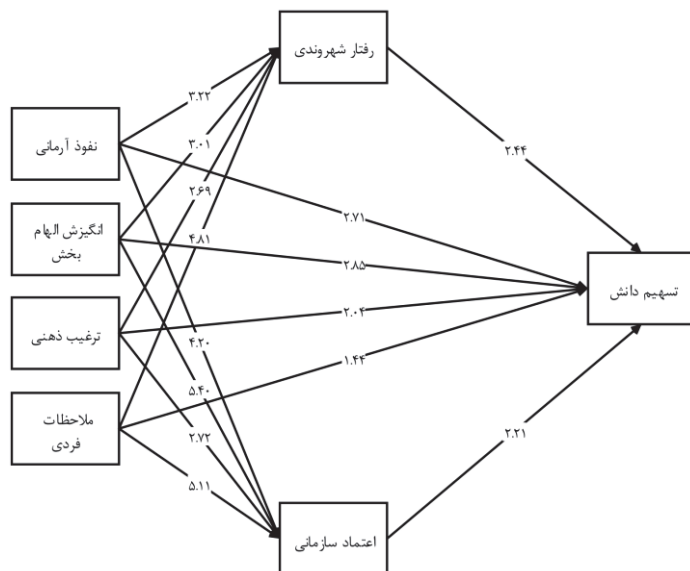 رفتار شهروندی
۳.۲۲
نفوذ آرمانی
۳.۰۱
۲.۴۴
۲.۶۹
۲.۷۱
انگیزش الهام
بخش
۴.۸۱
۲.۸۵
تسهیم دانش
۲.۰۴
ترغیب ذهنی
۴.۲۰
۱.۴۴
۵.۴۰
ملاحظات
فردی
۲.۷۲
۲.۲۱
۵.۱۱
اعتماد سازمانی